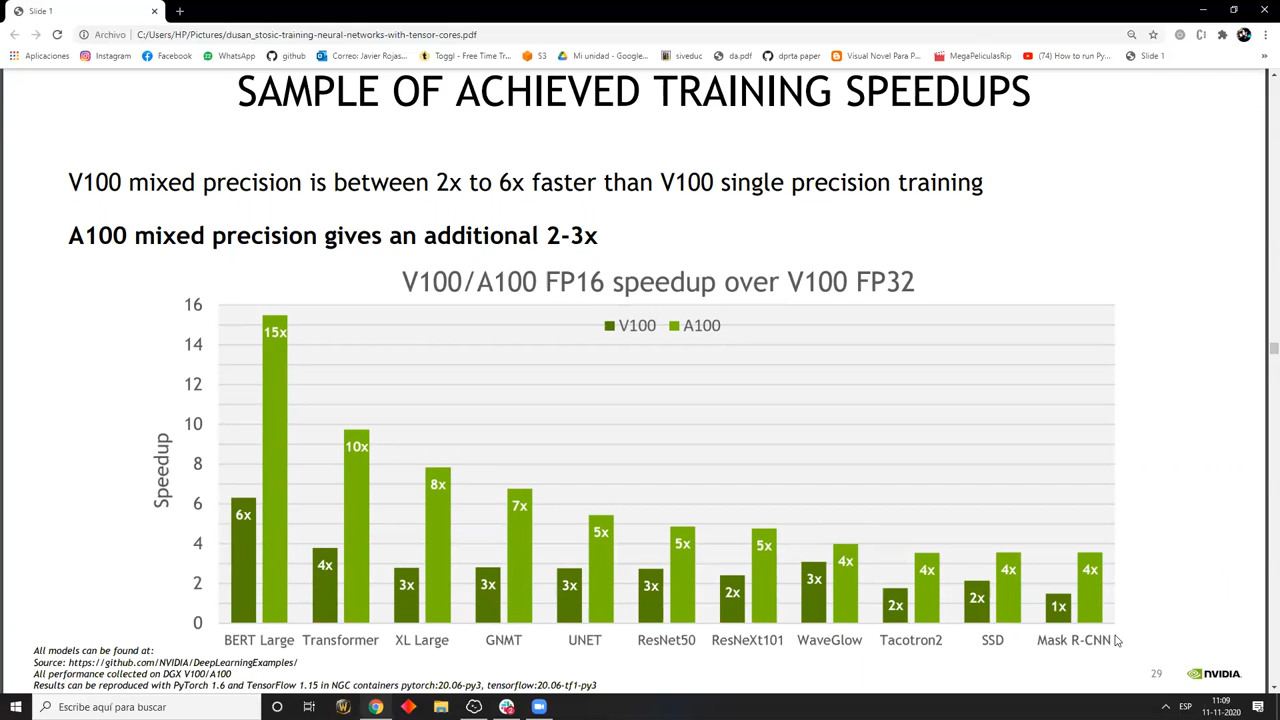 Slide 1
Archivo
C:/Users/HP/Pictures/dusan_stosic-training-neural-networks-with-tensor-cores.pdf
Aplicaciones Instagram Facebook WhatsApp github Correo: Javier Rojas... Toggl - Free Time Tr... S3 Mi unidad - Google... siveduc da.pdf dprta paper Visual Novel Para P... MegaPeliculasRip (74) How to run Py... Slide 1 »
SAMPLE OF ACHIEVED TRAINING SPEEDUPS
V100 mixed precision is between 2x to 6x faster than V100 single precision training
A100 mixed precision gives an additional 2-3x
V100/A100 FP16 speedup over V100 FP32
V100 A100
Speedup
16
14
12
10
8
6
4
2
0
6x 15x 4x 10x 3x 8x 3x 7x 3x 5x 3x 5x 2x 5x 3x 4x 2x 4x 2x 4x 1x 4x
BERT Large Transformer XL Large GNMT UNET ResNet50 ResNeXt101 WaveGlow Tacotron2 SSD Mask R-CNN
All models can be found at:
Source: https://github.com/NVIDIA/DeepLearningExamples/
All performance collected on DGX V100/A100
Results can be reproduced with PyTorch 1.6 and TensorFlow 1.15 in NGC containers pytorch:20.06-py3, tensorflow:20.06-tf1-py3
29
NVIDIA.
Escribe aquí para buscar
ESP
11:09
11-11-2020